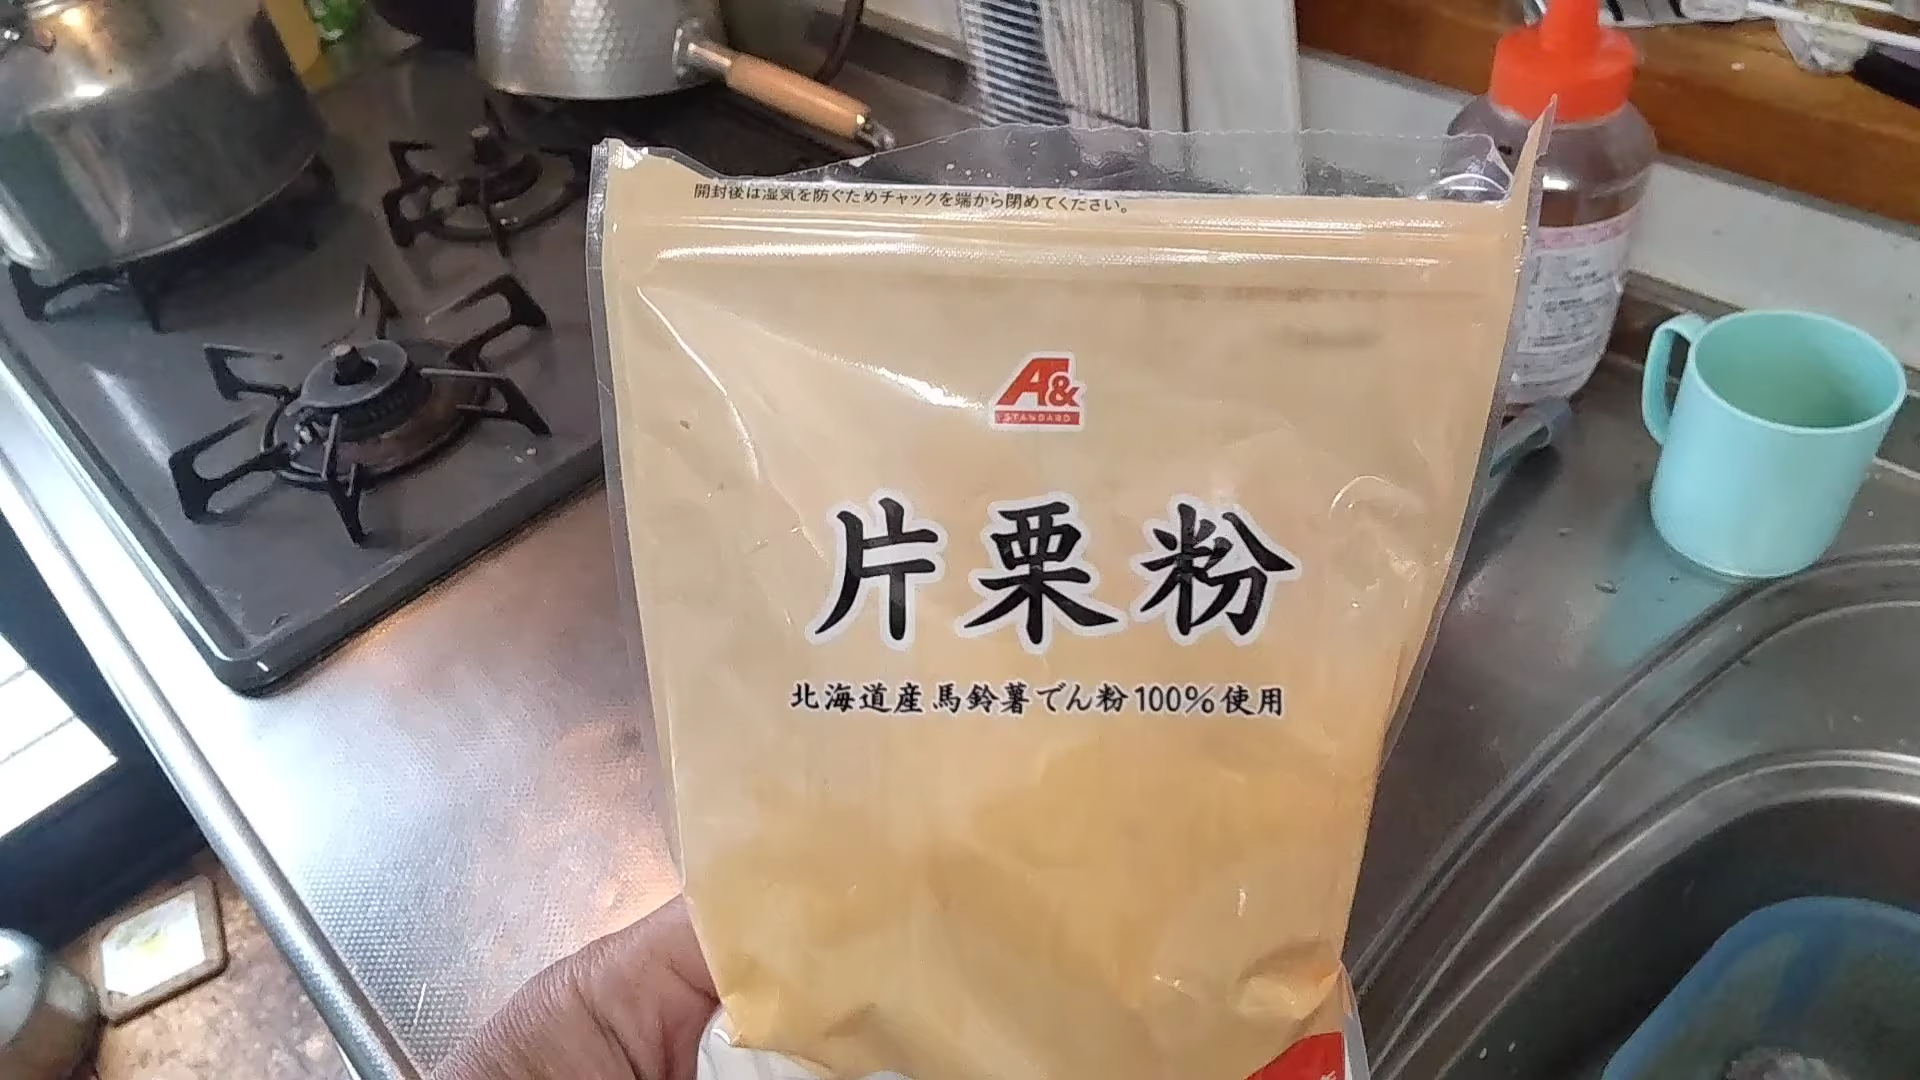 開封後は湿気を防ぐためチャックを端から閉めてください。
A&
STANDARD
片栗粉
北海道産馬鈴薯でん粉100%使用